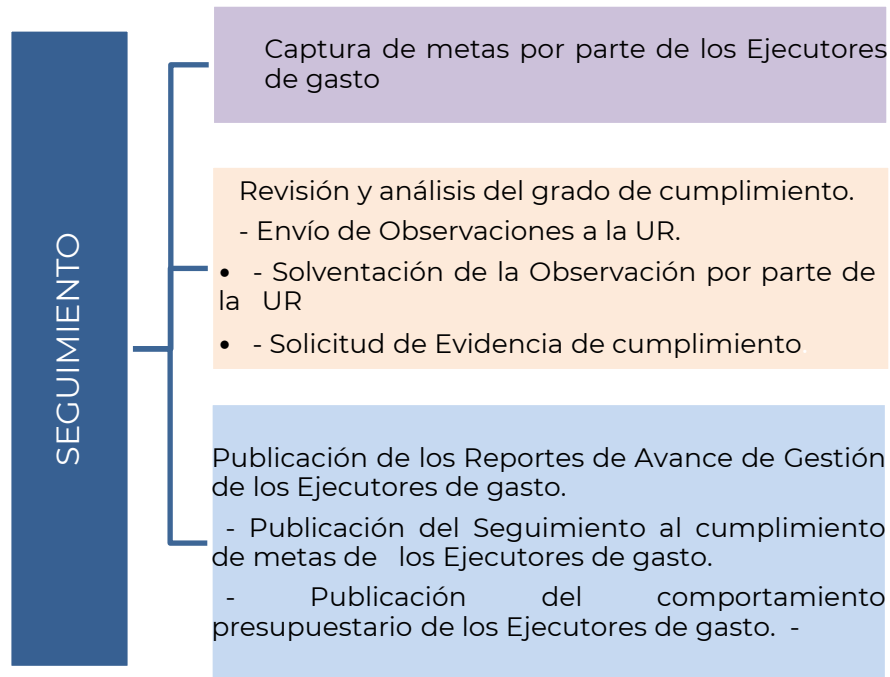 SEGUIMIENTO
Captura de metas por parte de los Ejecutores
de gasto
Revisión y análisis del grado de cumplimiento.
- Envío de Observaciones a la UR.
• - Solventación de la Observación por parte de
la UR
• - Solicitud de Evidencia de cumplimiento
Publicación de los Reportes de Avance de Gestión
de los Ejecutores de gasto.
- Publicación del Seguimiento al cumplimiento
de metas de los Ejecutores de gasto.
- Publicación del comportamiento
presupuestario de los Ejecutores de gasto. -